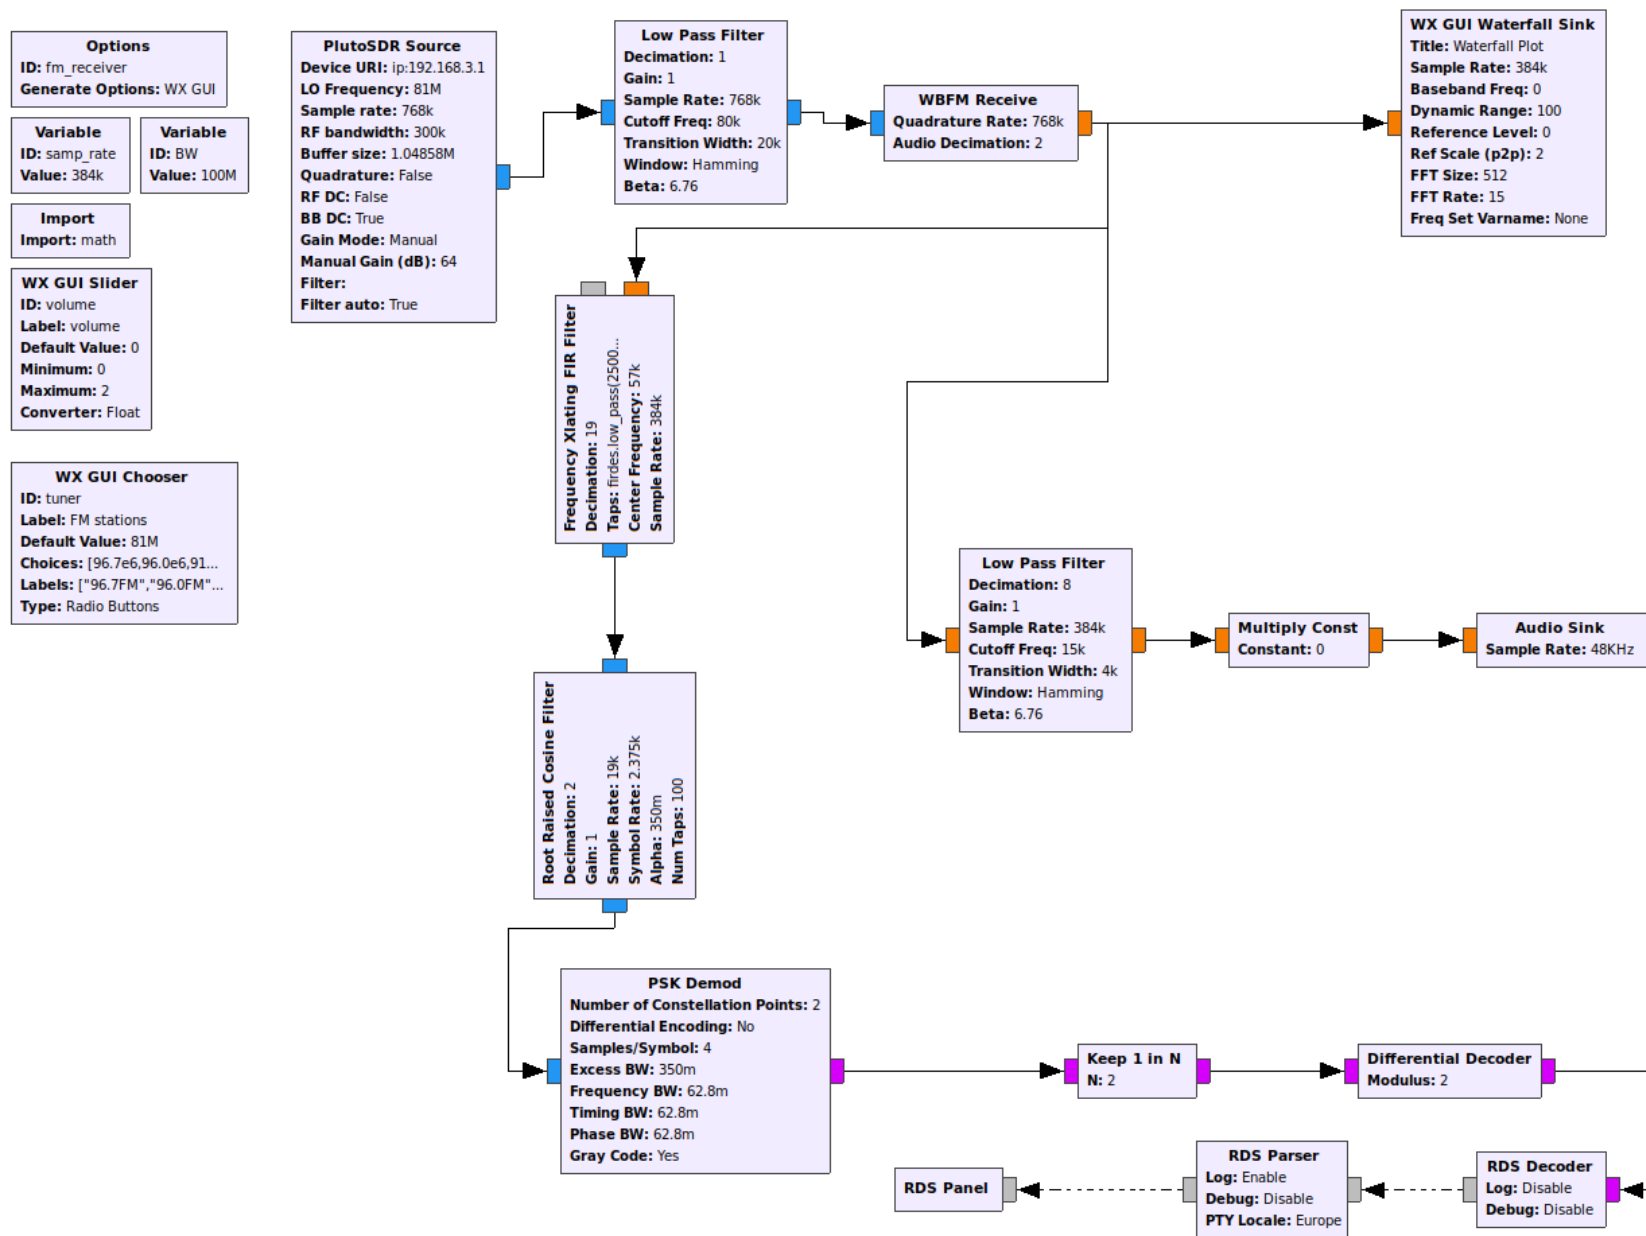 Options
ID: fm_receiver
Generate Options: WX GUI
Variable
ID: samp_rate
Value: 384k
Variable
ID: BW
Value: 100M
Import
Import: math
WX GUI Slider
ID: volume
Label: volume
Default Value: 0
Minimum: 0
Maximum: 2
Converter: Float
WX GUI Chooser
ID: tuner
Label: FM stations
Default Value: 81M
Choices: [96.7e6,96.0e6,91...
Labels: ["96.7FM","96.0FM"...
Type: Radio Buttons
PlutoSDR Source
Device URI: ip:192.168.3.1
LO Frequency: 81M
Sample rate: 768k
RF bandwidth: 300k
Buffer size: 1.04858M
Quadrature: False
RF DC: False
BB DC: True
Gain Mode: Manual
Manual Gain (dB): 64
Filter:
Filter auto: True
Low Pass Filter
Decimation: 1
Gain: 1
Sample Rate: 768k
Cutoff Freq: 80k
Transition Width: 20k
Window: Hamming
Beta: 6.76
WBFM Receive
Quadrature Rate: 768k
Audio Decimation: 2
WX GUI Waterfall Sink
Title: Waterfall Plot
Sample Rate: 384k
Baseband Freq: 0
Dynamic Range: 100
Reference Level: 0
Ref Scale (p2p): 2
FFT Size: 512
FFT Rate: 15
Freq Set Varname: None
Frequency Xlating FIR Filter
Decimation: 19
Taps: firdes.low_pass(2500...
Center Frequency: 57k
Sample Rate: 384k
Low Pass Filter
Decimation: 8
Gain: 1
Sample Rate: 384k
Cutoff Freq: 15k
Transition Width: 4k
Window: Hamming
Beta: 6.76
Multiply Const
Constant: 0
Audio Sink
Sample Rate: 48KHz
Root Raised Cosine Filter
Decimation: 2
Gain: 1
Sample Rate: 19k
Symbol Rate: 2.375k
Alpha: 350m
Num Taps: 100
PSK Demod
Number of Constellation Points: 2
Differential Encoding: No
Samples/Symbol: 4
Excess BW: 350m
Frequency BW: 62.8m
Timing BW: 62.8m
Phase BW: 62.8m
Gray Code: Yes
Keep 1 in N
N: 2
Differential Decoder
Modulus: 2
RDS Panel
RDS Parser
Log: Enable
Debug: Disable
PTY Locale: Europe
RDS Decoder
Log: Disable
Debug: Disable